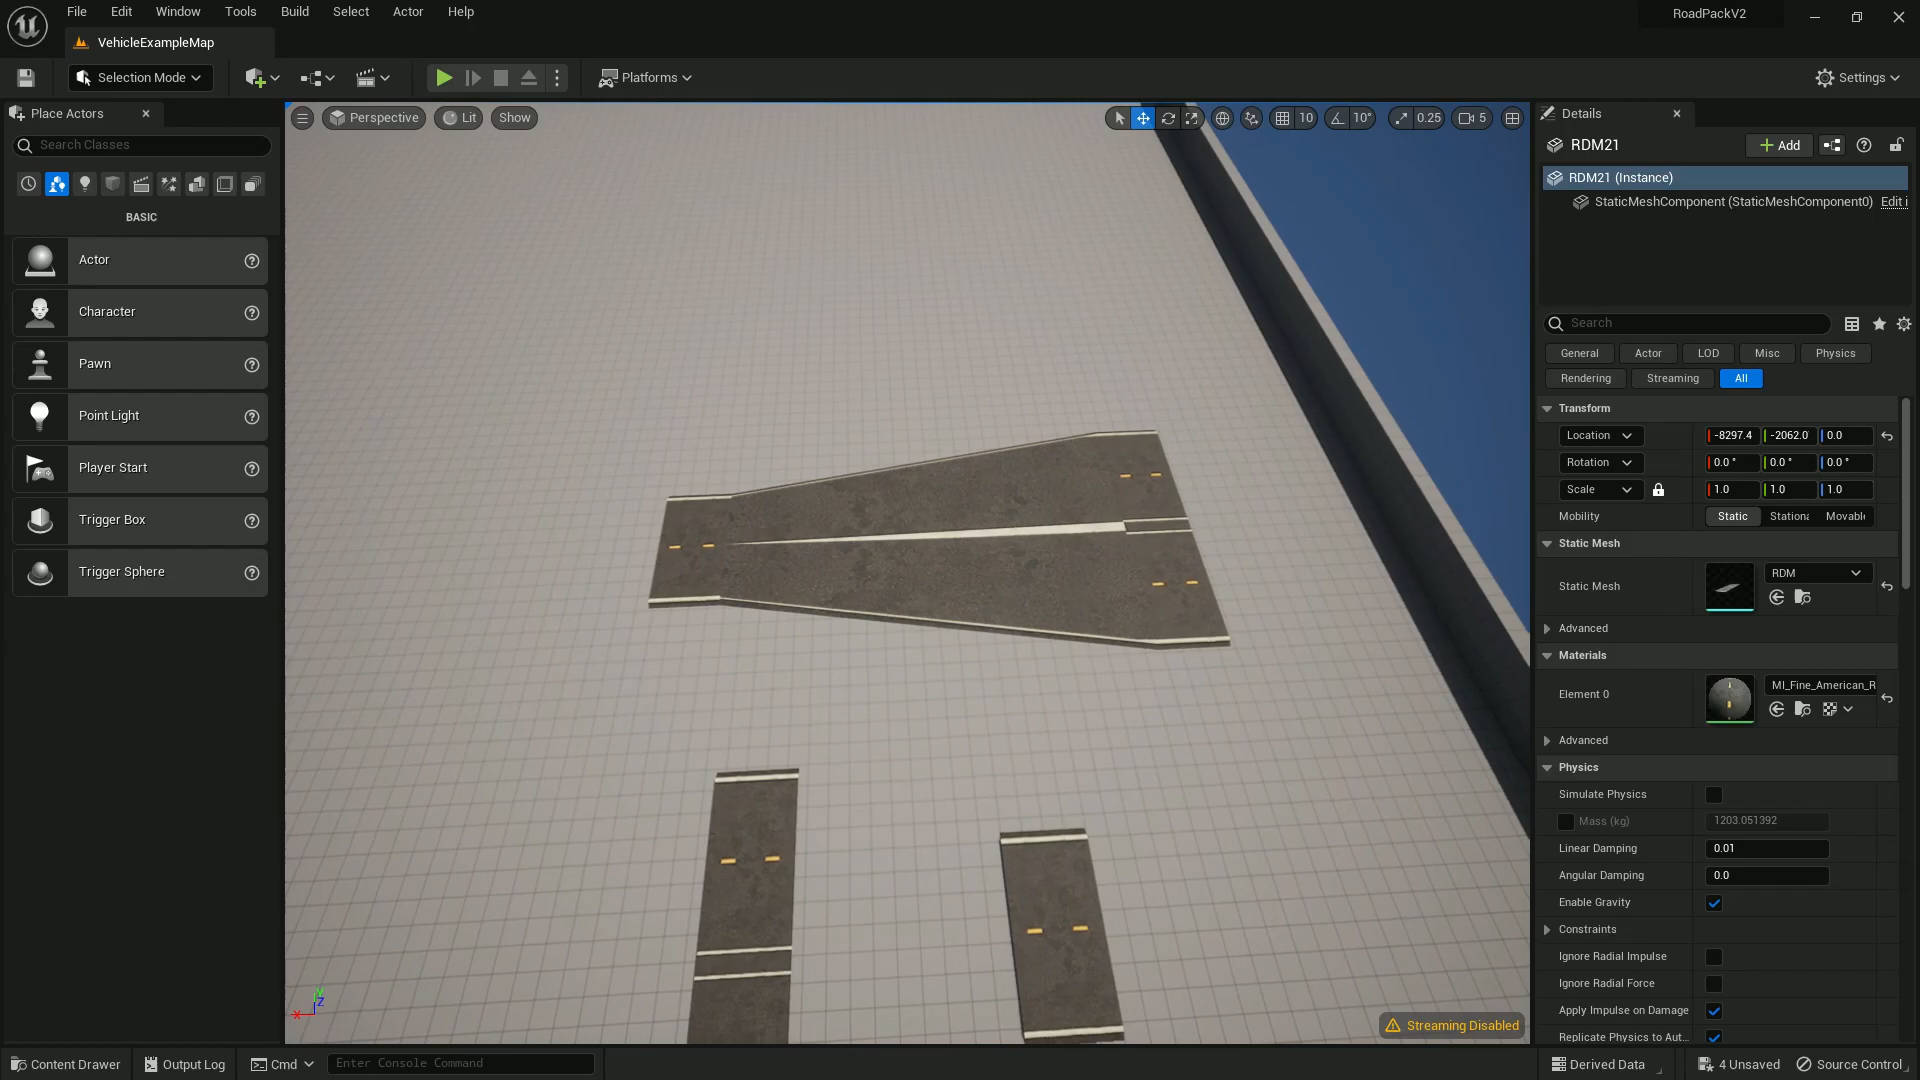 File Edit Window Tools Build Select Actor Help
RoadPackV2
VehicleExampleMap
Selection Mode
Platforms
Settings
Place Actors
Search Classes
BASIC
Actor
Character
Pawn
Point Light
Player Start
Trigger Box
Trigger Sphere
Perspective Lit Show
10 10° 0.25 5
X Y Z
Streaming Disabled
Details
RDM21
Add
RDM21 (Instance)
StaticMeshComponent (StaticMeshComponent0) Edit i
Search
General Actor LOD Misc Physics
Rendering Streaming All
Transform
Location -8297.4 -2062.0 0.0
Rotation 0.0 ° 0.0 ° 0.0 °
Scale 1.0 1.0 1.0
Mobility Static Stationa Movabl
Static Mesh
Static Mesh RDM
Advanced
Materials
Element 0 MI_Fine_American_R
Advanced
Physics
Simulate Physics
Mass (kg) 1203.051392
Linear Damping 0.01
Angular Damping 0.0
Enable Gravity
Constraints
Ignore Radial Impulse
Ignore Radial Force
Apply Impulse on Damage
Replicate Physics to Aut...
Content Drawer Output Log Cmd Enter Console Command
Derived Data 4 Unsaved Source Control